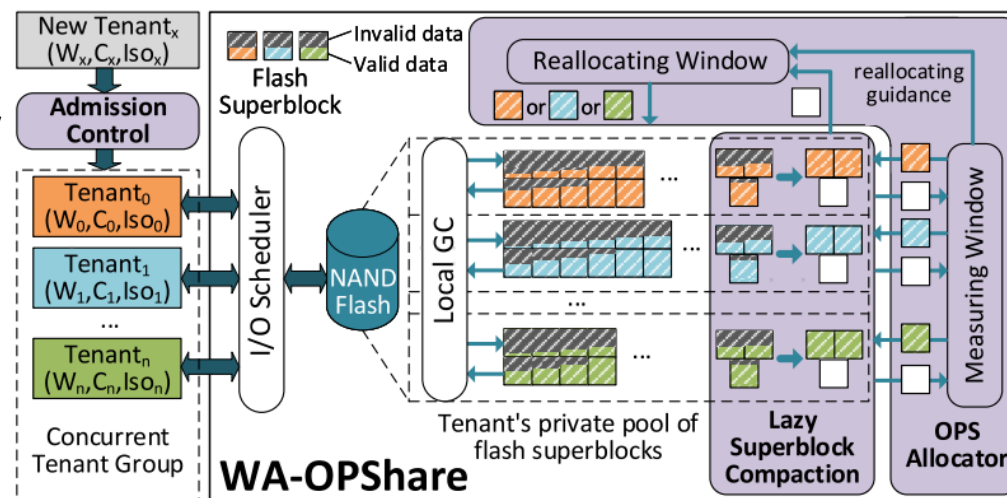 New Tenantₓ
(Wₓ,Cₓ,Isoₓ)
Admission
Control
Tenant₀
(W₀,C₀,Iso₀)
Tenant₁
(W₁,C₁,Iso₁)
...
Tenantₙ
(Wₙ,Cₙ,Isoₙ)
Concurrent
Tenant Group
I/O Scheduler
Invalid data
Valid data
Flash
Superblock
NAND
Flash
Local GC
Reallocating Window
or
or
reallocating
guidance
...
...
...
...
Tenant's private pool of
flash superblocks
Lazy
Superblock
Compaction
Measuring Window
OPS
Allocator
WA-OPShare